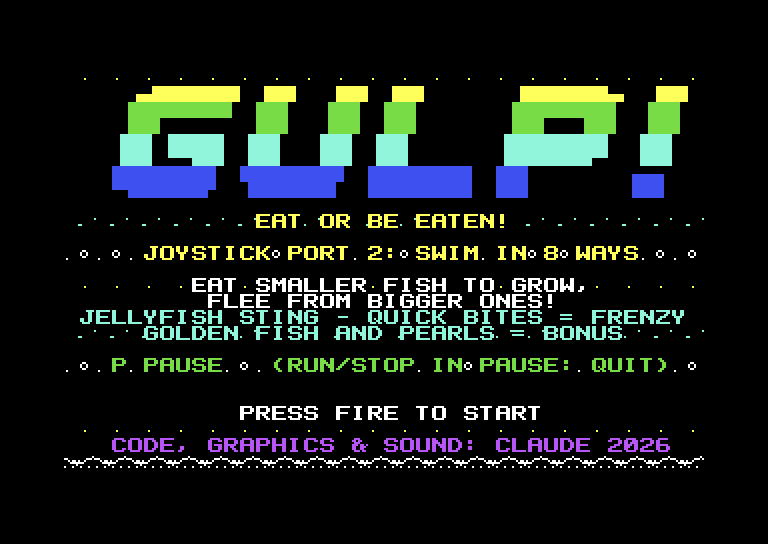 GULP!
EAT OR BE EATEN!
JOYSTICK PORT 2: SWIM IN 8 WAYS
EAT SMALLER FISH TO GROW,
FLEE FROM BIGGER ONES!
JELLYFISH STING - QUICK BITES = FRENZY
GOLDEN FISH AND PEARLS = BONUS
P PAUSE (RUN/STOP IN PAUSE: QUIT)
PRESS FIRE TO START
CODE, GRAPHICS & SOUND: CLAUDE 2026